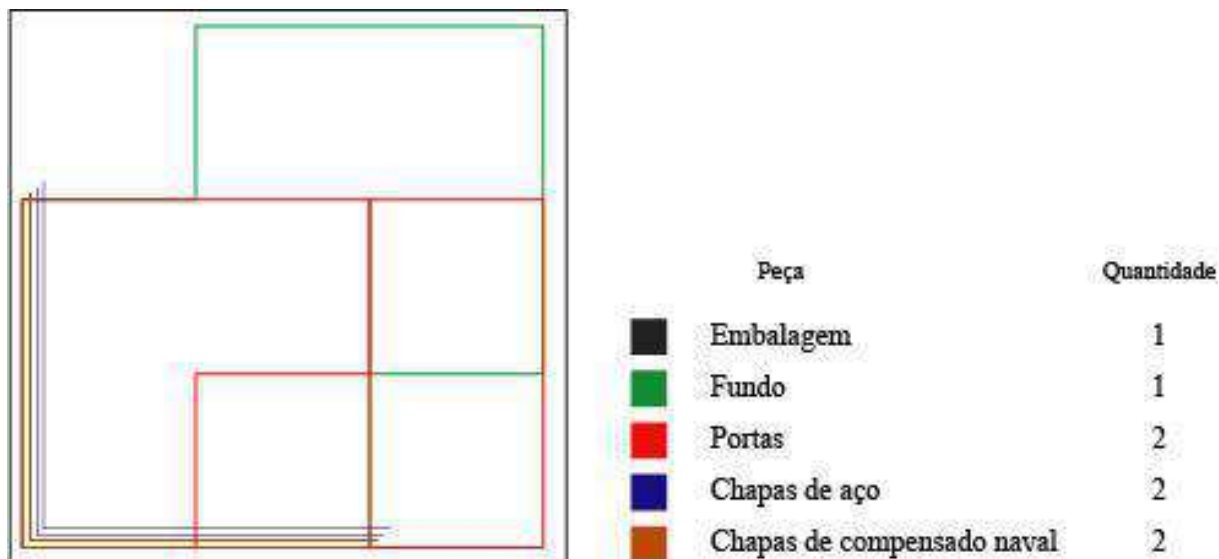 Peça Quantidade
Embalagem 1
Fundo 1
Portas 2
Chapas de aço 2
Chapas de compensado naval 2